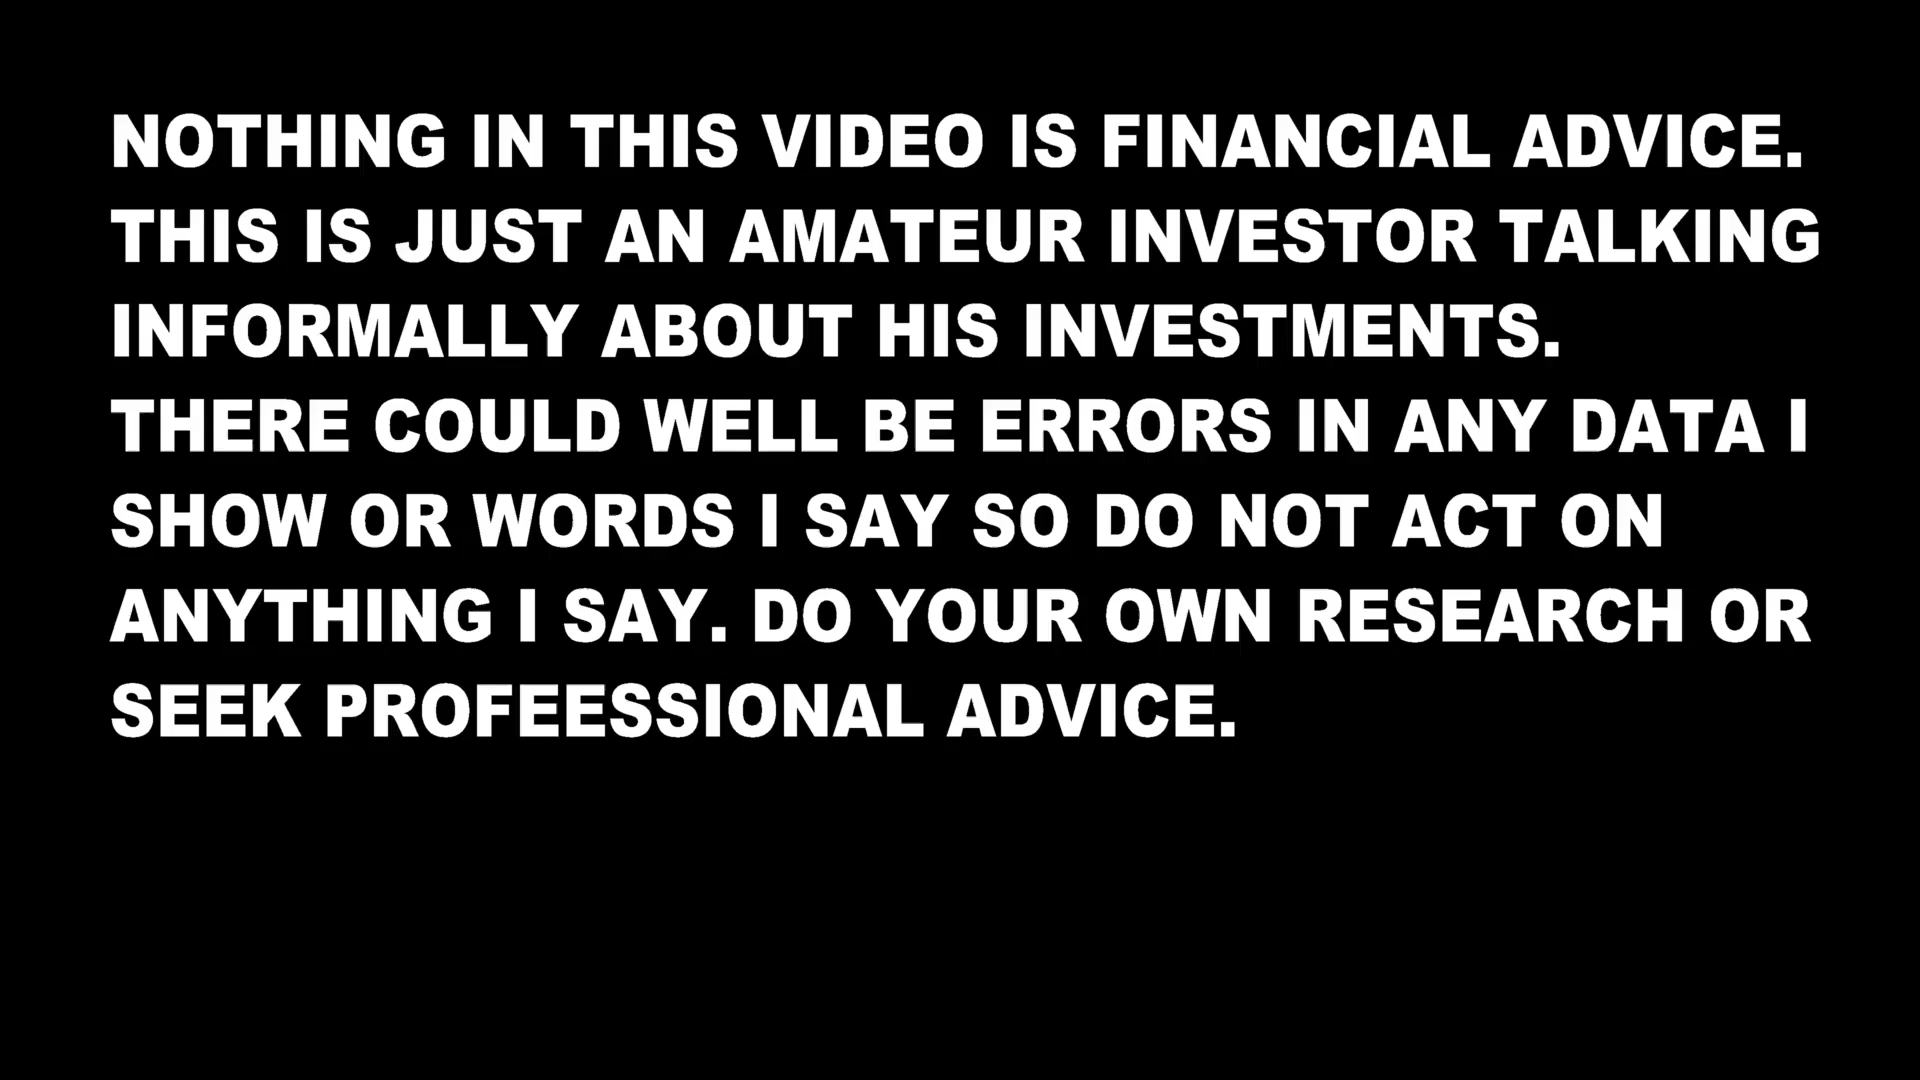 NOTHING IN THIS VIDEO IS FINANCIAL ADVICE.
THIS IS JUST AN AMATEUR INVESTOR TALKING
INFORMALLY ABOUT HIS INVESTMENTS.
THERE COULD WELL BE ERRORS IN ANY DATA I
SHOW OR WORDS I SAY SO DO NOT ACT ON
ANYTHING I SAY. DO YOUR OWN RESEARCH OR
SEEK PROFEESSIONAL ADVICE.